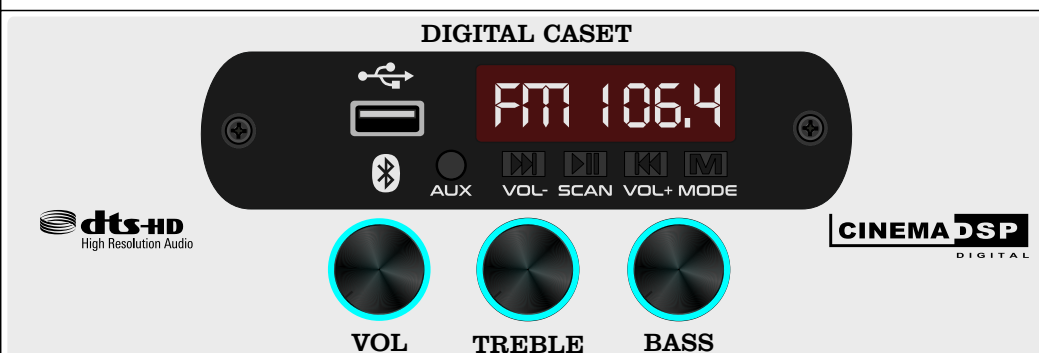 DIGITAL CASET
FM 106.4
AUX VOL- SCAN VOL+ MODE
M
dts-HD
High Resolution Audio
CINEMA DSP
DIGITAL
VOL TREBLE BASS